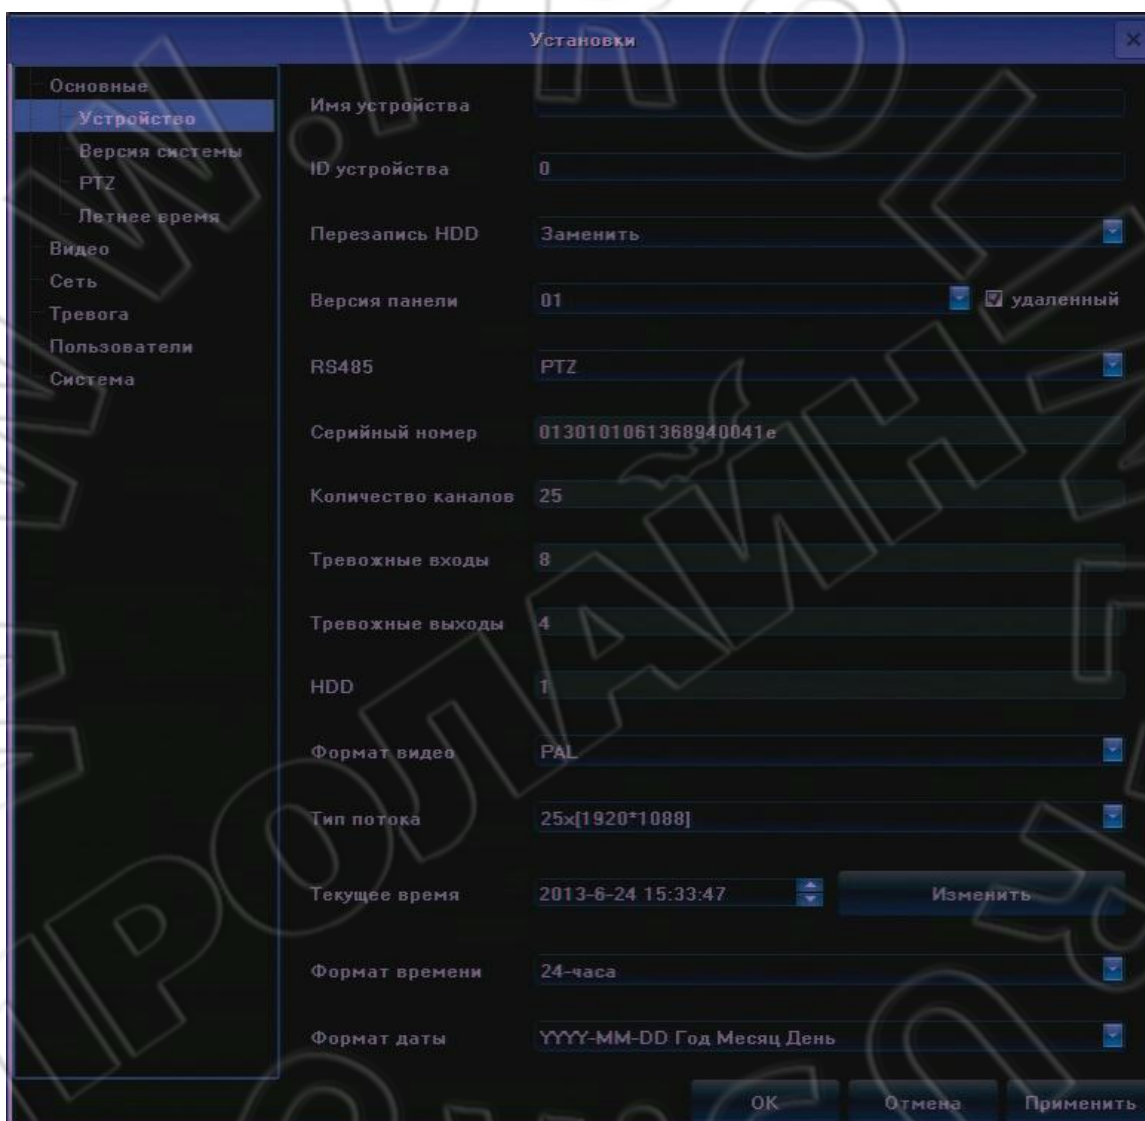 Установки
Основные
Устройство
Версия системы
PTZ
Летнее время
Видео
Сеть
Тревога
Пользователи
Система
Имя устройства
ID устройства 0
Перезапись HDD Заменить
Версия панели 01 удаленный
RS485 PTZ
Серийный номер 0130101061368940041e
Количество каналов 25
Тревожные входы 8
Тревожные выходы 4
HDD 1
Формат видео PAL
Тип потока 25x[1920*1088]
Текущее время 2013-6-24 15:33:47 Изменить
Формат времени 24-часа
Формат даты YYYY-MM-DD Год Месяц День
OK Отмена Применить
ПРОЛАЙН